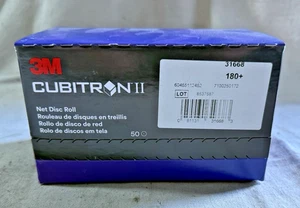 31668
180+
LOT
3M
CUBITRON II
Net Disc Roll
Rouleau de disques en treillis
Rollo de disco de red
Rolo de discos em tela
50